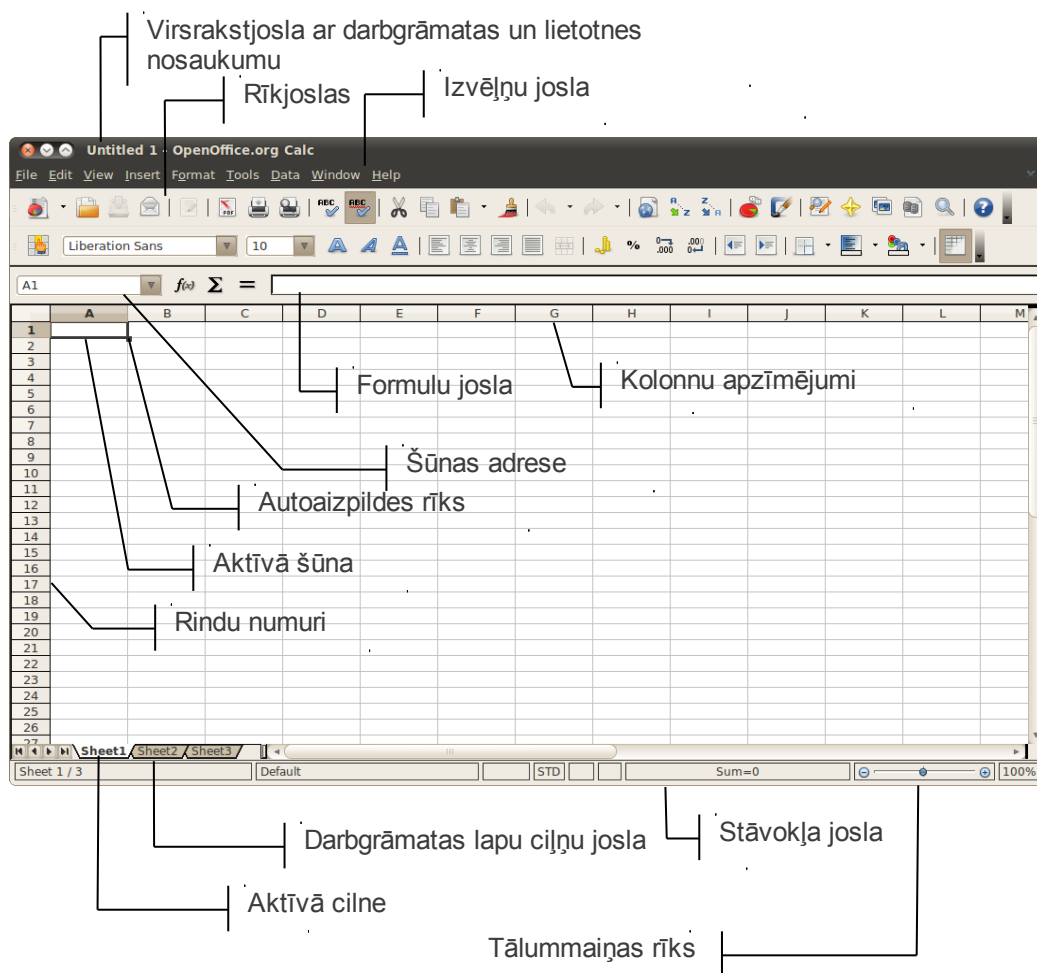 Virsrakstjosla ar darbgrāmatas un lietotnes
nosaukumu
Rīkjoslas
Izvēļņu josla
Untitled 1 - OpenOffice.org Calc
File Edit View Insert Format Tools Data Window Help
Liberation Sans 10
A1 f(x) Σ =
A B C D E F G H I J K L M
1
2
3
4
5
6
7
8
9
10
11
12
13
14
15
16
17
18
19
20
21
22
23
24
25
26
27
Formulu josla
Kolonnu apzīmējumi
Šūnas adrese
Autoaizpildes rīks
Aktīvā šūna
Rindu numuri
Sheet1 Sheet2 Sheet3
Sheet 1 / 3 Default STD Sum=0 100%
Darbgrāmatas lapu ciļņu josla
Stāvokļa josla
Aktīvā cilne
Tālummaiņas rīks